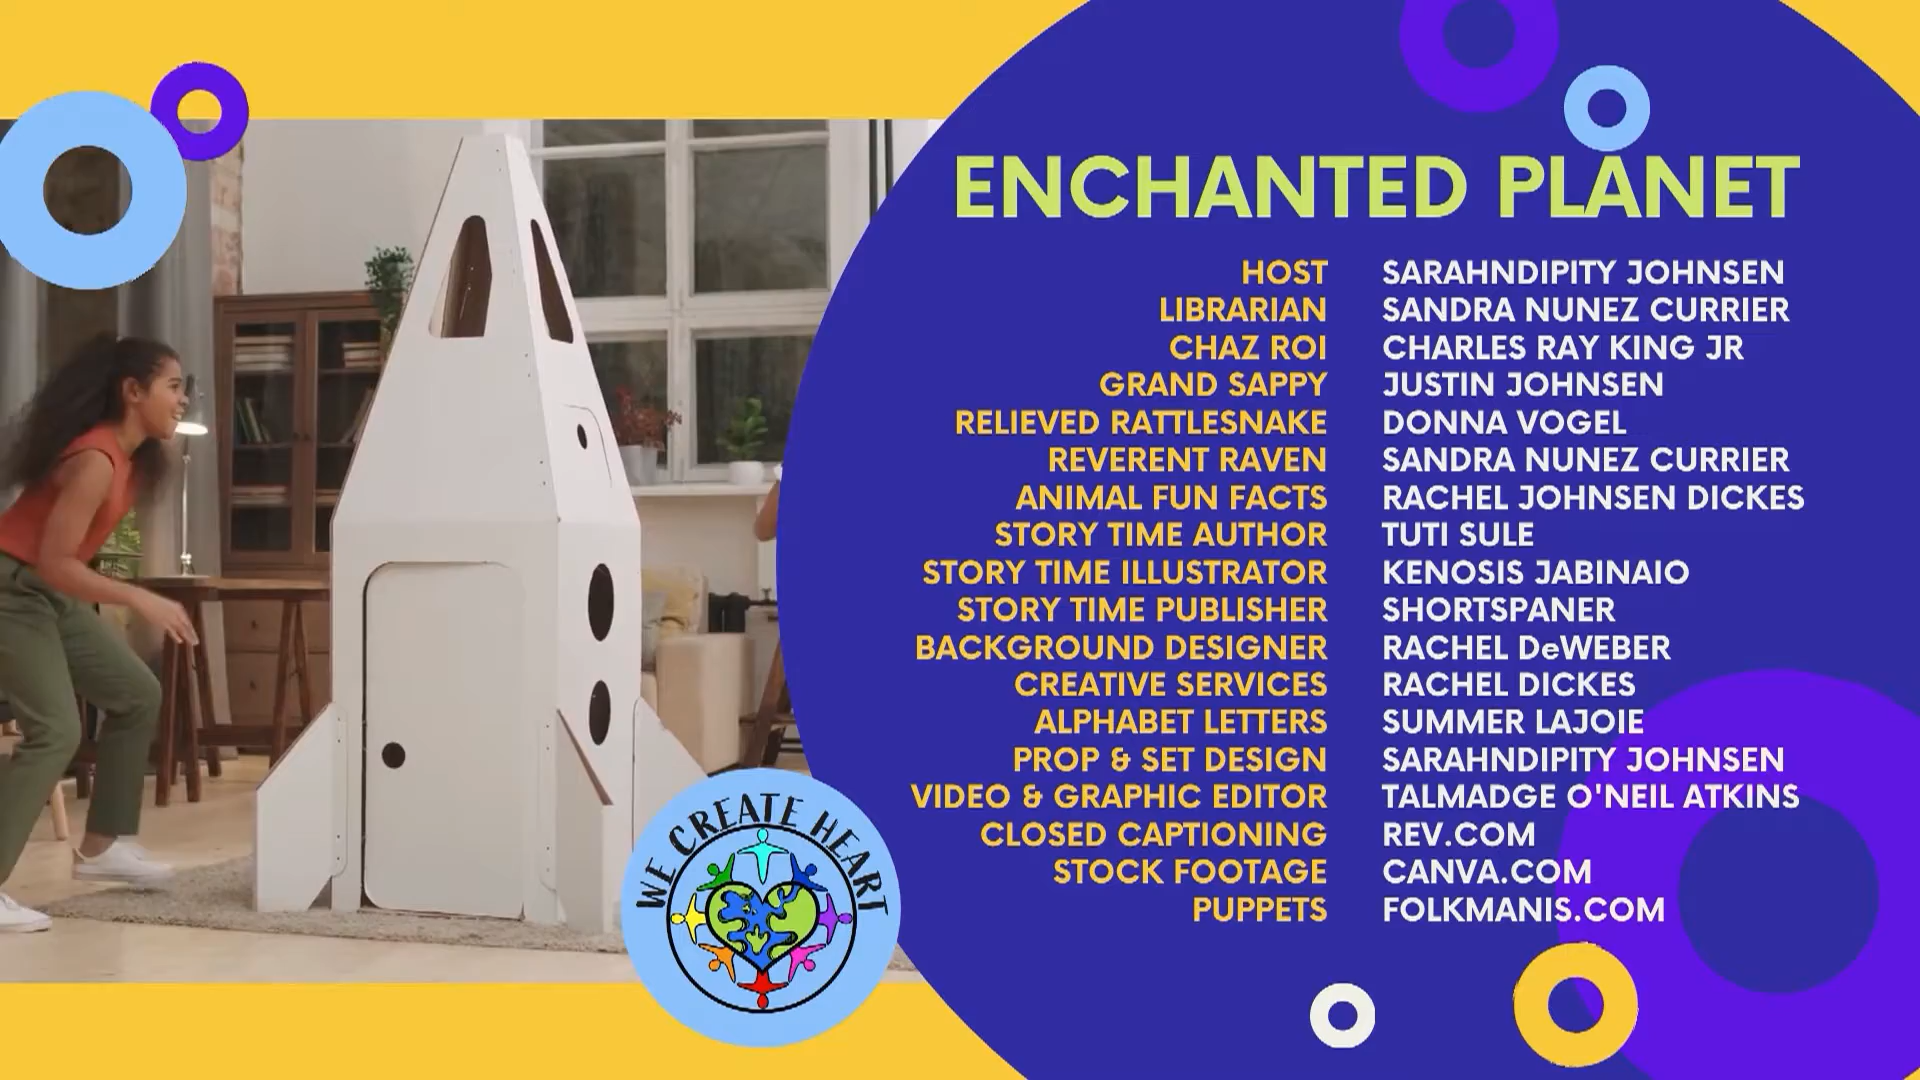 ENCHANTED PLANET
HOST SARAHNDIPITY JOHNSEN
LIBRARIAN SANDRA NUNEZ CURRIER
CHAZ ROI CHARLES RAY KING JR
GRAND SAPPY JUSTIN JOHNSEN
RELIEVED RATTLESNAKE DONNA VOGEL
REVERENT RAVEN SANDRA NUNEZ CURRIER
ANIMAL FUN FACTS RACHEL JOHNSEN DICKES
STORY TIME AUTHOR TUTI SULE
STORY TIME ILLUSTRATOR KENOSIS JABINAIO
STORY TIME PUBLISHER SHORTSPANER
BACKGROUND DESIGNER RACHEL DeWEBER
CREATIVE SERVICES RACHEL DICKES
ALPHABET LETTERS SUMMER LAJOIE
PROP & SET DESIGN SARAHNDIPITY JOHNSEN
VIDEO & GRAPHIC EDITOR TALMADGE O'NEIL ATKINS
CLOSED CAPTIONING REV.COM
STOCK FOOTAGE CANVA.COM
PUPPETS FOLKMANIS.COM
WE CREATE HEART